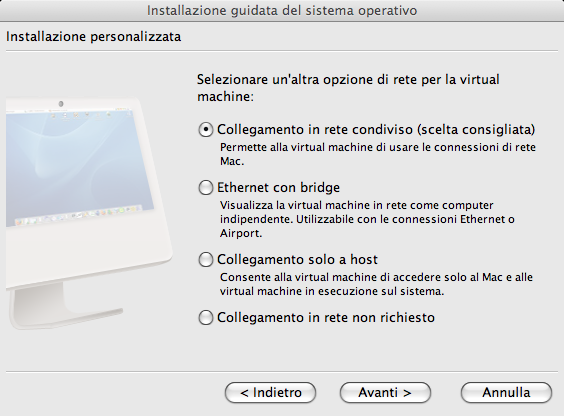 Installazione guidata del sistema operativo
Installazione personalizzata
Selezionare un'altra opzione di rete per la virtual
machine:
Collegamento in rete condiviso (scelta consigliata)
Permette alla virtual machine di usare le connessioni di rete
Mac.
Ethernet con bridge
Visualizza la virtual machine in rete come computer
indipendente. Utilizzabile con le connessioni Ethernet o
Airport.
Collegamento solo a host
Consente alla virtual machine di accedere solo al Mac e alle
virtual machine in esecuzione sul sistema.
Collegamento in rete non richiesto
< Indietro
Avanti >
Annulla